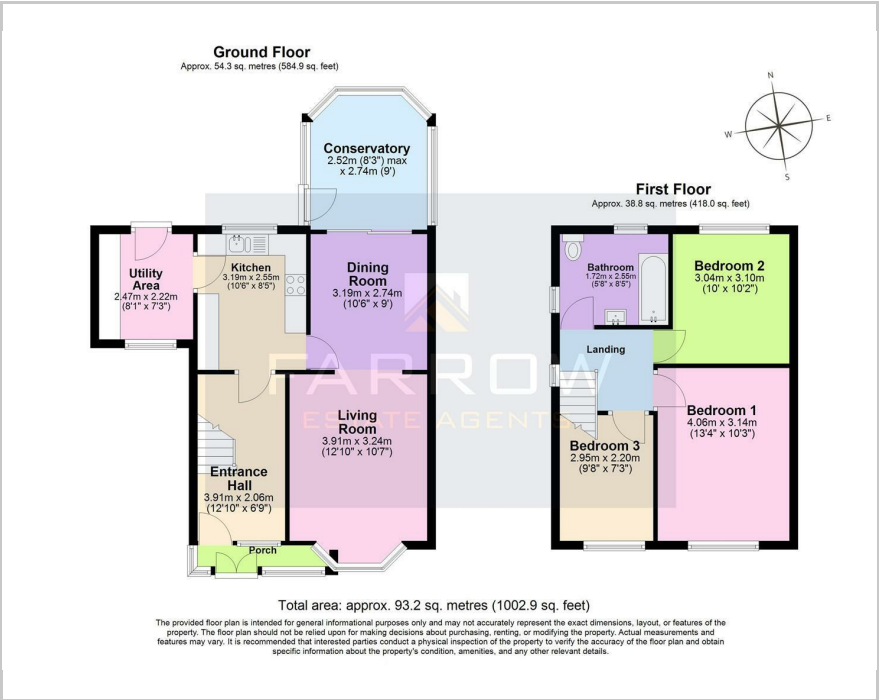 Ground Floor
Approx. 54.3 sq. metres (584.9 sq. feet)
Conservatory
2.52m (8'3") max
x 2.74m (9')
Utility
Area
2.47m x 2.22m
(8'1" x 7'3")
Kitchen
3.19m x 2.55m
(10'6" x 8'5")
Dining
Room
3.19m x 2.74m
(10'6" x 9')
Living
Room
3.91m x 3.24m
(12'10" x 10'7")
Entrance
Hall
3.91m x 2.06m
(12'10" x 6'9")
Porch
N
W
E
S
First Floor
Approx. 38.8 sq. metres (418.0 sq. feet)
Bathroom
1.72m x 2.55m
(5'8" x 8'5")
Bedroom 2
3.04m x 3.10m
(10' x 10'2")
Landing
Bedroom 1
4.06m x 3.14m
(13'4" x 10'3")
Bedroom 3
2.95m x 2.20m
(9'8" x 7'3")
FARROW
ESTATE AGENTS
Total area: approx. 93.2 sq. metres (1002.9 sq. feet)
The provided floor plan is intended for general informational purposes only and may not accurately represent the exact dimensions, layout, or features of the
property. The floor plan should not be relied upon for making decisions about purchasing, renting, or modifying the property. Actual measurements and
features may vary. It is recommended that interested parties conduct a physical inspection of the property to verify the accuracy of the floor plan and obtain
specific information about the property's condition, amenities, and any other relevant details.